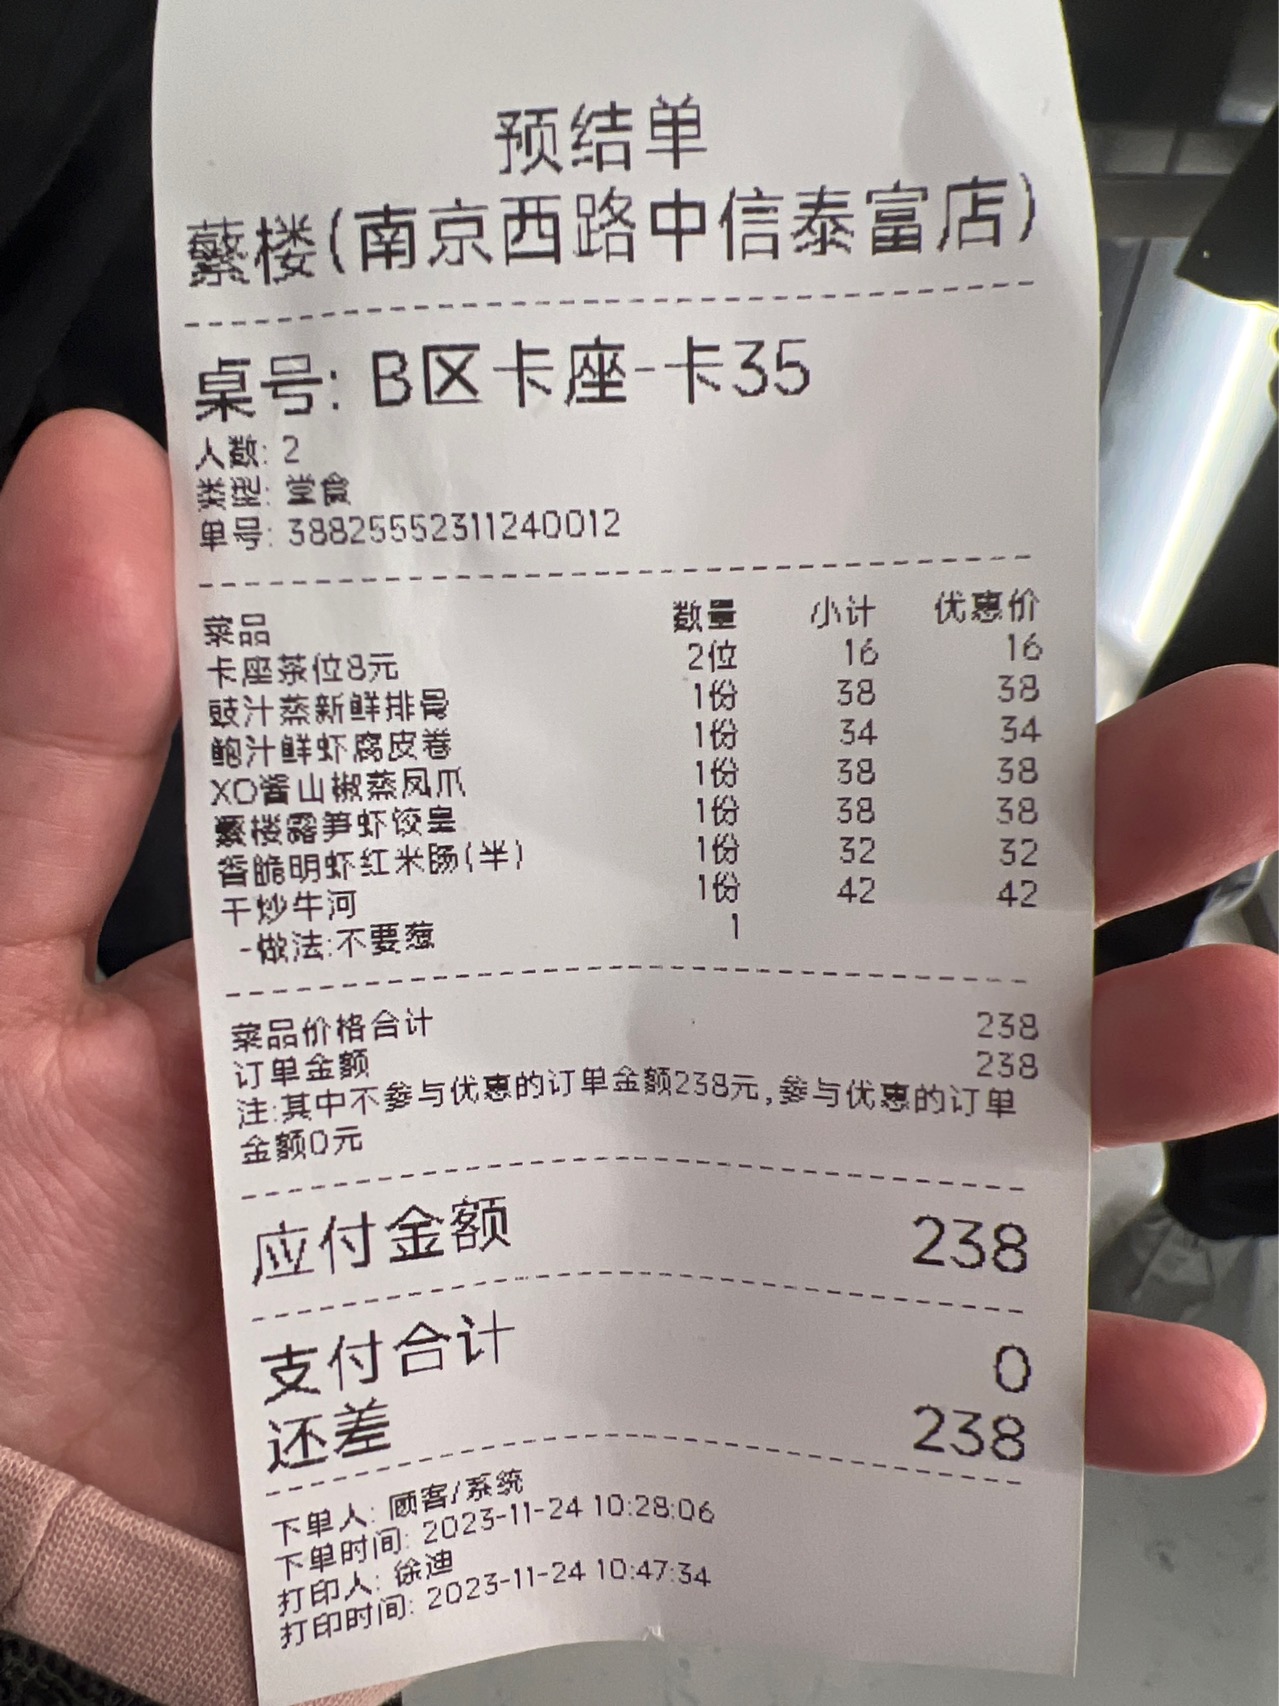 预结单
蘩楼(南京西路中信泰富店)
桌号: B区卡座-卡35
人数: 2
类型: 堂食
单号: 38825552311240012
菜品 数量 小计 优惠价
卡座茶位8元 2位 16 16
豉汁蒸新鲜排骨 1份 38 38
鲍汁鲜虾腐皮卷 1份 34 34
XO酱山椒蒸凤爪 1份 38 38
蘩楼露笋虾饺皇 1份 38 38
香脆明虾红米肠(半) 1份 32 32
干炒牛河 1份 42 42
-做法:不要葱 1
菜品价格合计 238
订单金额 238
注:其中不参与优惠的订单金额238元,参与优惠的订单
金额0元
应付金额 238
支付合计 0
还差 238
下单人: 顾客/系统
下单时间: 2023-11-24 10:28:06
打印人: 徐迪
打印时间: 2023-11-24 10:47:34